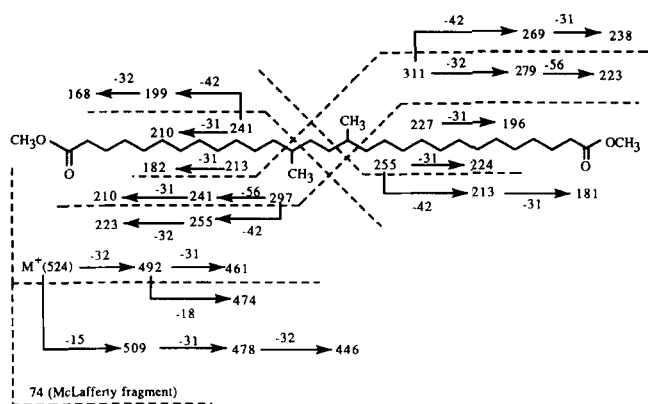 -42 -31
311 269 238
-32 -56
279 223
-32 -42
168 199 241
-31
210
CH₃
227 -31 196
CH₃O O OCH₃ O
-31
182 213
CH₃
255 -31 224
-42 213 -31 181
-31 -56
210 241 297
223 -32 255 -42
M⁺(524) -32 492 -31 461
-18 474
-15 -31 -32
509 478 446
74 (McLafferty fragment)